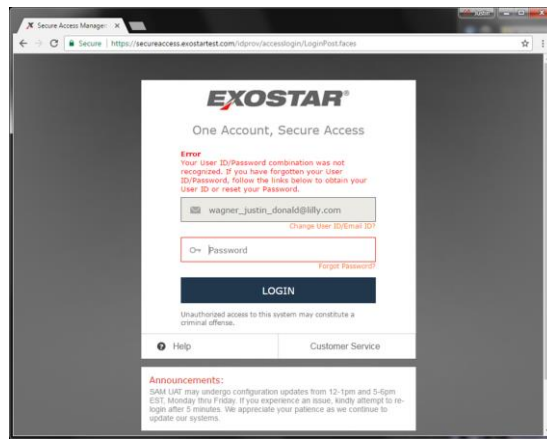 Justin
Secure Access Manager:
Secure | https://secureaccess.exostartest.com/idprov/accesslogin/LoginPost.faces
EXOSTAR®
One Account, Secure Access
Error
Your User ID/Password combination was not
recognized. If you have forgotten your User
ID/Password, follow the links below to obtain your
User ID or reset your Password.
wagner_justin_donald@lilly.com
Change User ID/Email ID?
Password
Forgot Password?
LOGIN
Unauthorized access to this system may constitute a
criminal offense.
Help Customer Service
Announcements:
SAM UAT may undergo configuration updates from 12-1pm and 5-6pm
EST, Monday thru Friday. If you experience an issue, kindly attempt to re-
login after 5 minutes. We appreciate your patience as we continue to
update our systems.